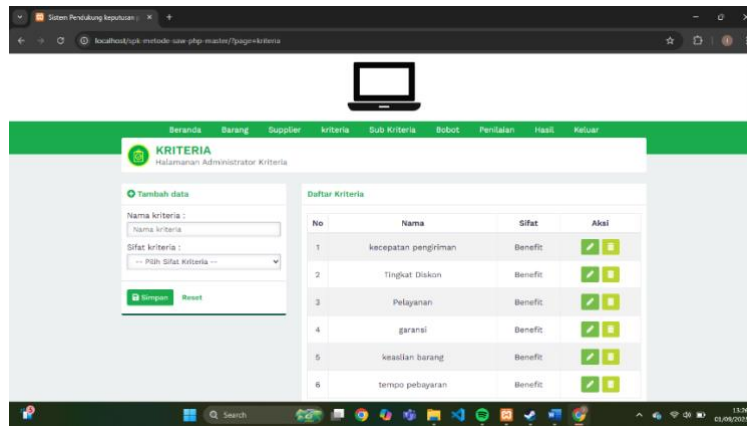 Sistem Pendukung keputusan
localhost/spk-metode-saw-php-master/?page=kriteria
Beranda Barang Supplier kriteria Sub Kriteria Bobot Penilaian Hasil Keluar
KRITERIA
Halamanan Administrator Kriteria
Tambah data
Nama kriteria :
Nama kriteria
Sifat kriteria :
-- Pilih Sifat Kriteria --
Simpan Reset
Daftar Kriteria
No Nama Sifat Aksi
1 kecepatan pengiriman Benefit
2 Tingkat Diskon Benefit
3 Pelayanan Benefit
4 garansi Benefit
5 keaslian barang Benefit
6 tempo pebayaran Benefit
Search